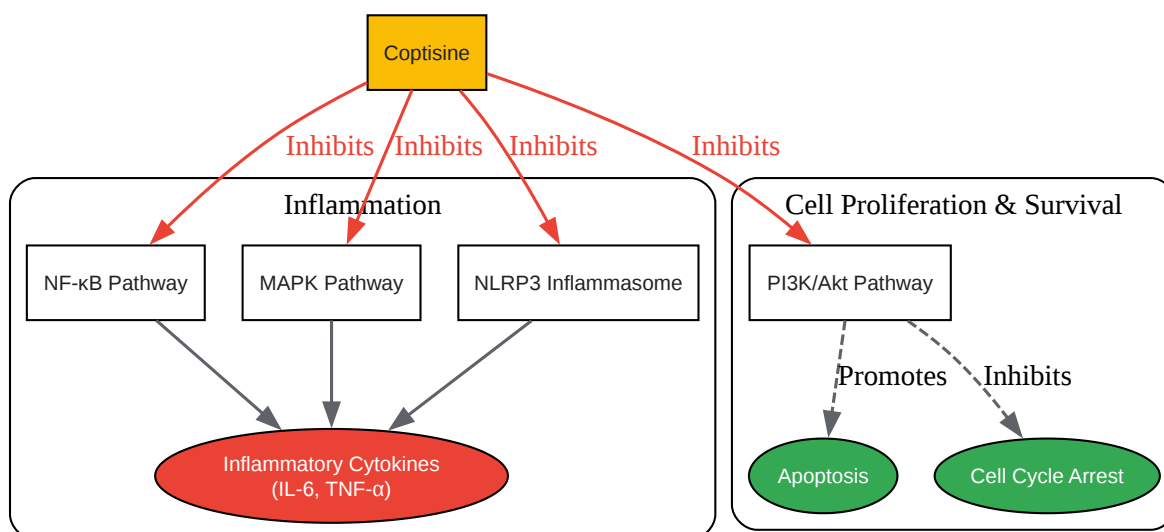 Coptisine
Inhibits
Inhibits
Inhibits
Inhibits
Inflammation
Cell Proliferation & Survival
NF-κB Pathway
MAPK Pathway
NLRP3 Inflammasome
PI3K/Akt Pathway
Promotes
Inhibits
Inflammatory Cytokines
(IL-6, TNF-α)
Apoptosis
Cell Cycle Arrest